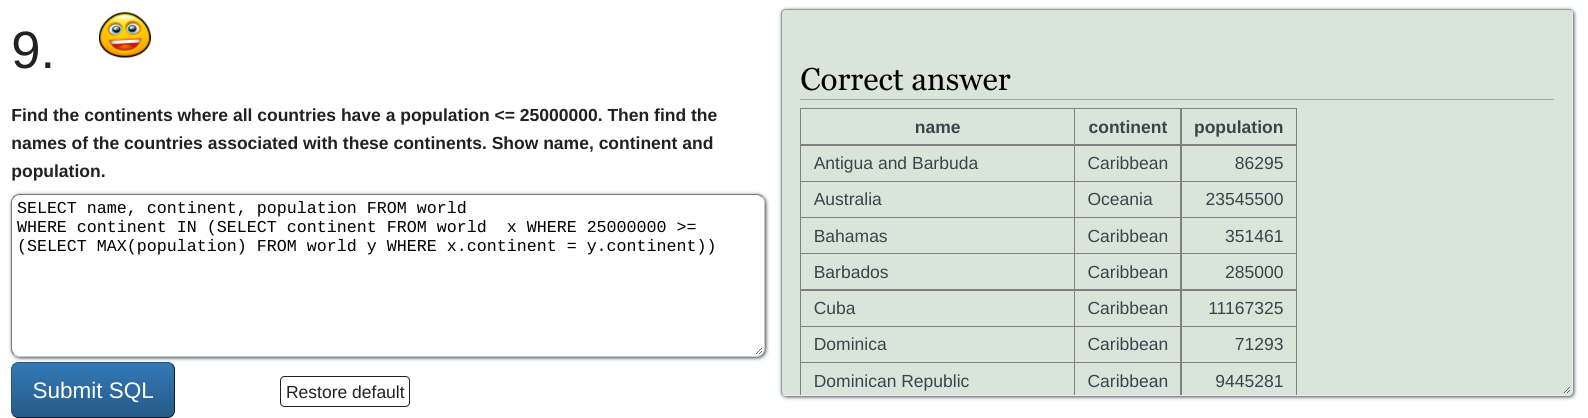 9.
Find the continents where all countries have a population <= 25000000. Then find the
names of the countries associated with these continents. Show name, continent and
population.
SELECT name, continent, population FROM world
WHERE continent IN (SELECT continent FROM world  x WHERE 25000000 >=
(SELECT MAX(population) FROM world y WHERE x.continent = y.continent))
Submit SQL
Restore default
Correct answer
name continent population
Antigua and Barbuda Caribbean 86295
Australia Oceania 23545500
Bahamas Caribbean 351461
Barbados Caribbean 285000
Cuba Caribbean 11167325
Dominica Caribbean 71293
Dominican Republic Caribbean 9445281